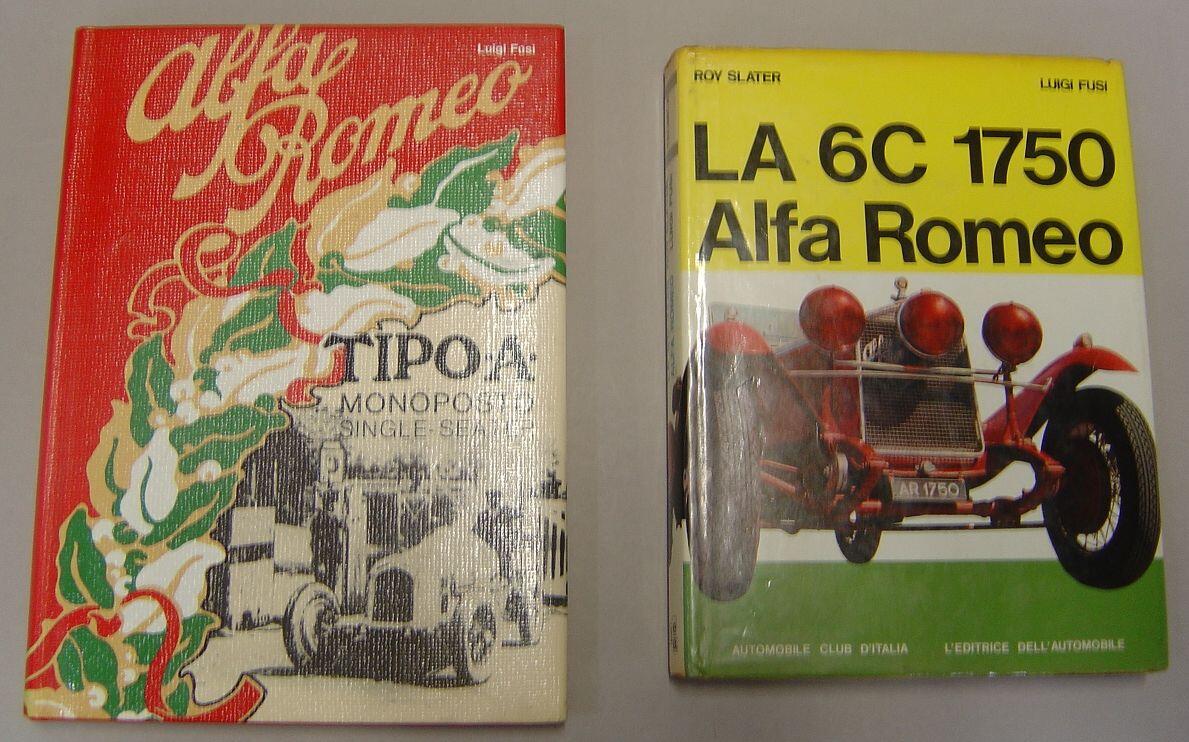 Luigi Fusi
Alfa
Romeo
TIPO·A·
MONOPOSTO
SINGLE-SEATER
ROY SLATER
LUIGI FUSI
LA 6C 1750
Alfa Romeo
AR 1750
AUTOMOBILE CLUB D'ITALIA
L'EDITRICE DELL'AUTOMOBILE